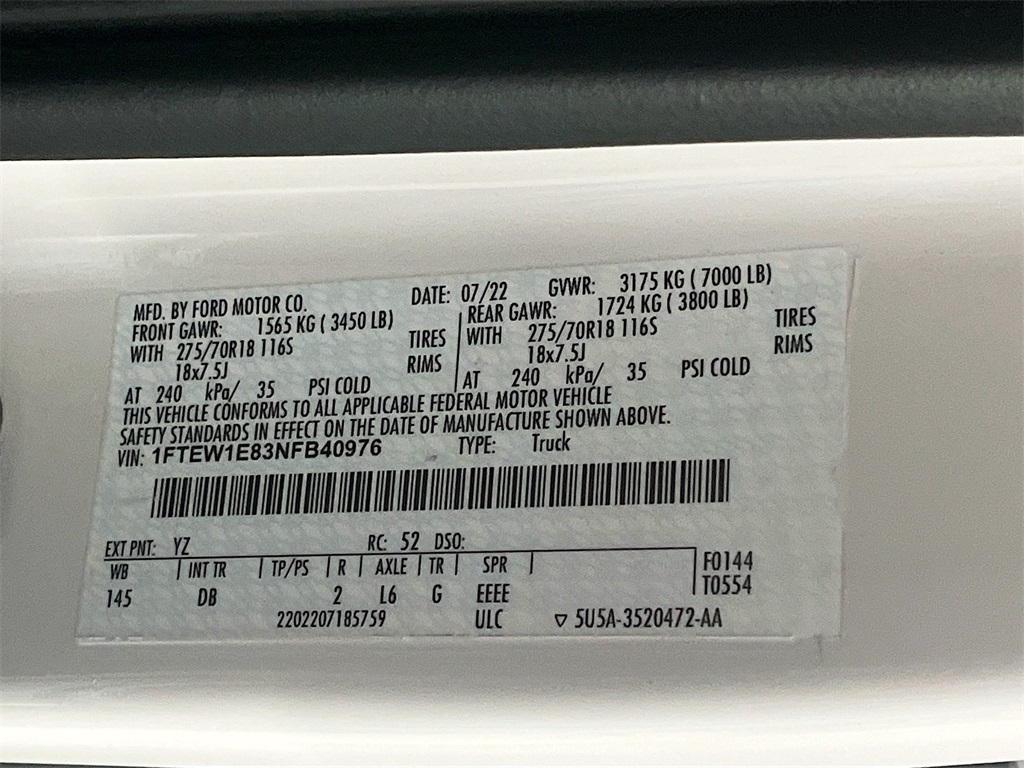 MFD. BY FORD MOTOR CO. DATE: 07/22 GVWR: 3175 KG ( 7000 LB)
FRONT GAWR: 1565 KG ( 3450 LB) REAR GAWR: 1724 KG ( 3800 LB)
WITH 275/70R18 116S TIRES WITH 275/70R18 116S TIRES
18x7.5J RIMS 18x7.5J RIMS
AT 240 kPa/ 35 PSI COLD AT 240 kPa/ 35 PSI COLD
THIS VEHICLE CONFORMS TO ALL APPLICABLE FEDERAL MOTOR VEHICLE
SAFETY STANDARDS IN EFFECT ON THE DATE OF MANUFACTURE SHOWN ABOVE.
VIN: 1FTEW1E83NFB40976 TYPE: Truck
EXT PNT: YZ RC: 52 DSO:
WB INT TR TP/PS R AXLE TR SPR F0144
145 DB 2 L6 G EEEE T0554
2202207185759 ULC ▽ 5U5A-3520472-AA